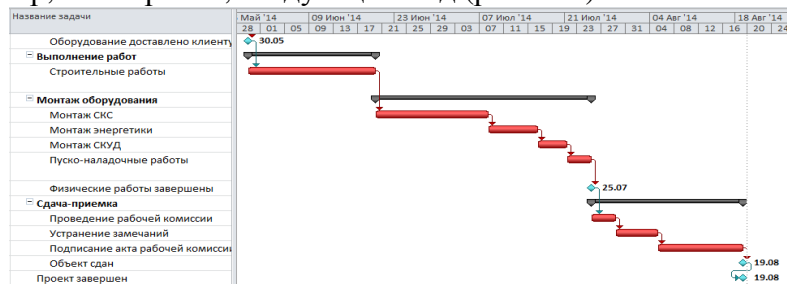 Название задачи
Май '14 09 Июн '14 23 Июн '14 07 Июл '14 21 Июл '14 04 Авг '14 18 Авг '14
28 01 05 09 13 17 21 25 29 03 07 11 15 19 23 27 31 04 08 12 16 20 24
Оборудование доставлено клиенту 30.05
Выполнение работ
Строительные работы
Монтаж оборудования
Монтаж СКС
Монтаж энергетики
Монтаж СКУД
Пуско-наладочные работы
Физические работы завершены 25.07
Сдача-приемка
Проведение рабочей комиссии
Устранение замечаний
Подписание акта рабочей комиссии
Объект сдан 19.08
Проект завершен 19.08